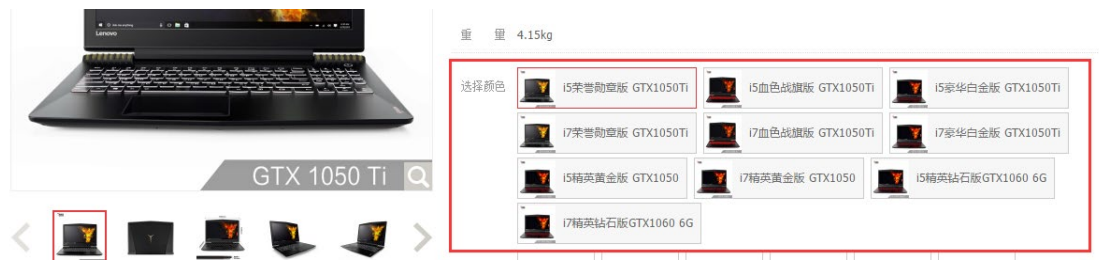 Lenovo
GTX 1050 Ti
重 量 4.15kg
选择颜色
i5荣誉勋章版 GTX1050Ti
i5血色战旗版 GTX1050Ti
i5豪华白金版 GTX1050Ti
i7荣誉勋章版 GTX1050Ti
i7血色战旗版 GTX1050Ti
i7豪华白金版 GTX1050Ti
i5精英黄金版 GTX1050
i7精英黄金版 GTX1050
i5精英钻石版GTX1060 6G
i7精英钻石版GTX1060 6G